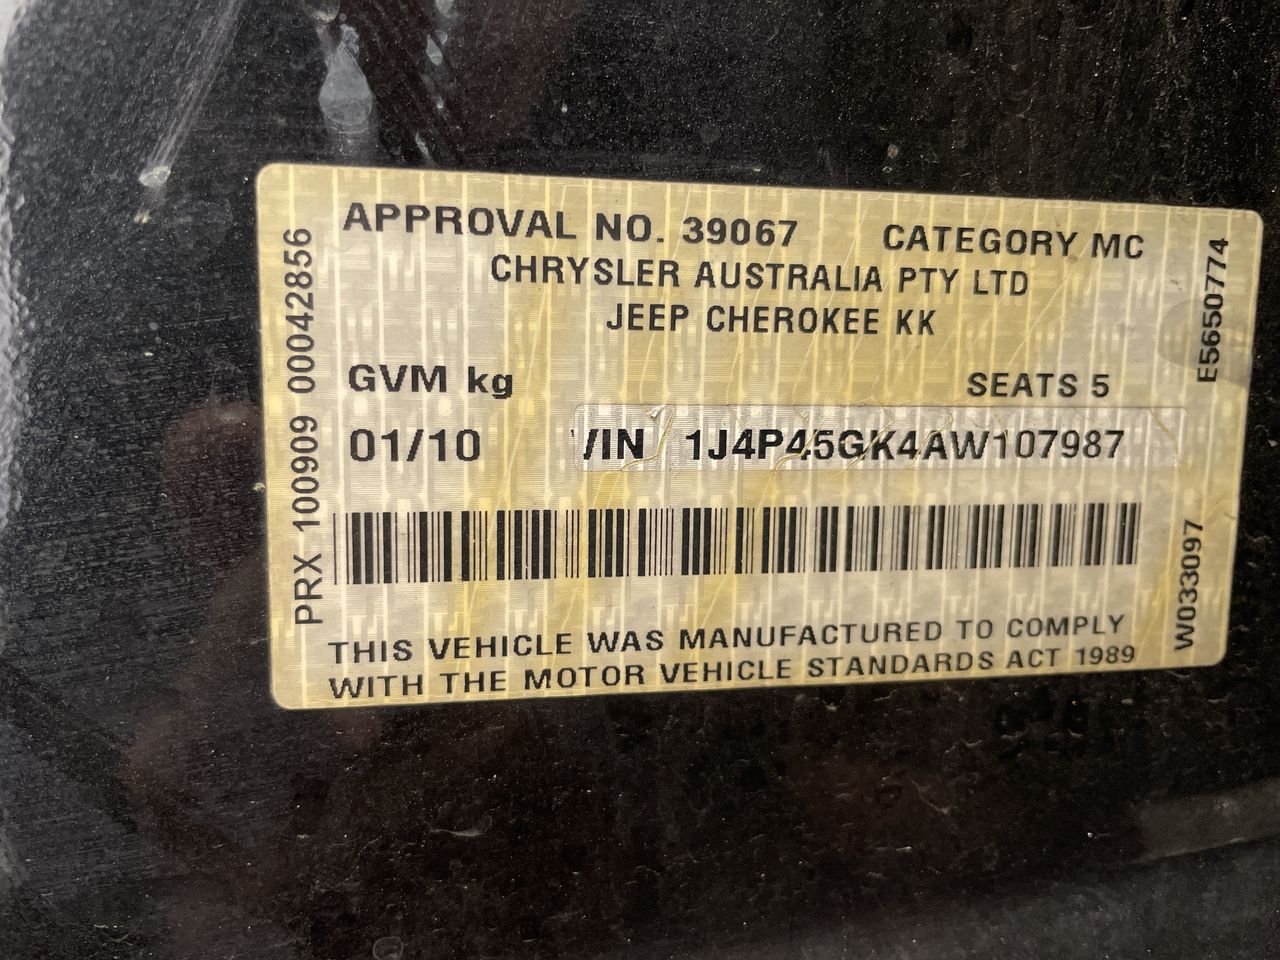 APPROVAL NO. 39067 CATEGORY MC
CHRYSLER AUSTRALIA PTY LTD
JEEP CHEROKEE KK
GVM kg SEATS 5
01/10 VIN 1J4P45GK4AW107987
THIS VEHICLE WAS MANUFACTURED TO COMPLY
WITH THE MOTOR VEHICLE STANDARDS ACT 1989
PRX 100909 00042856
E5650774
W033097